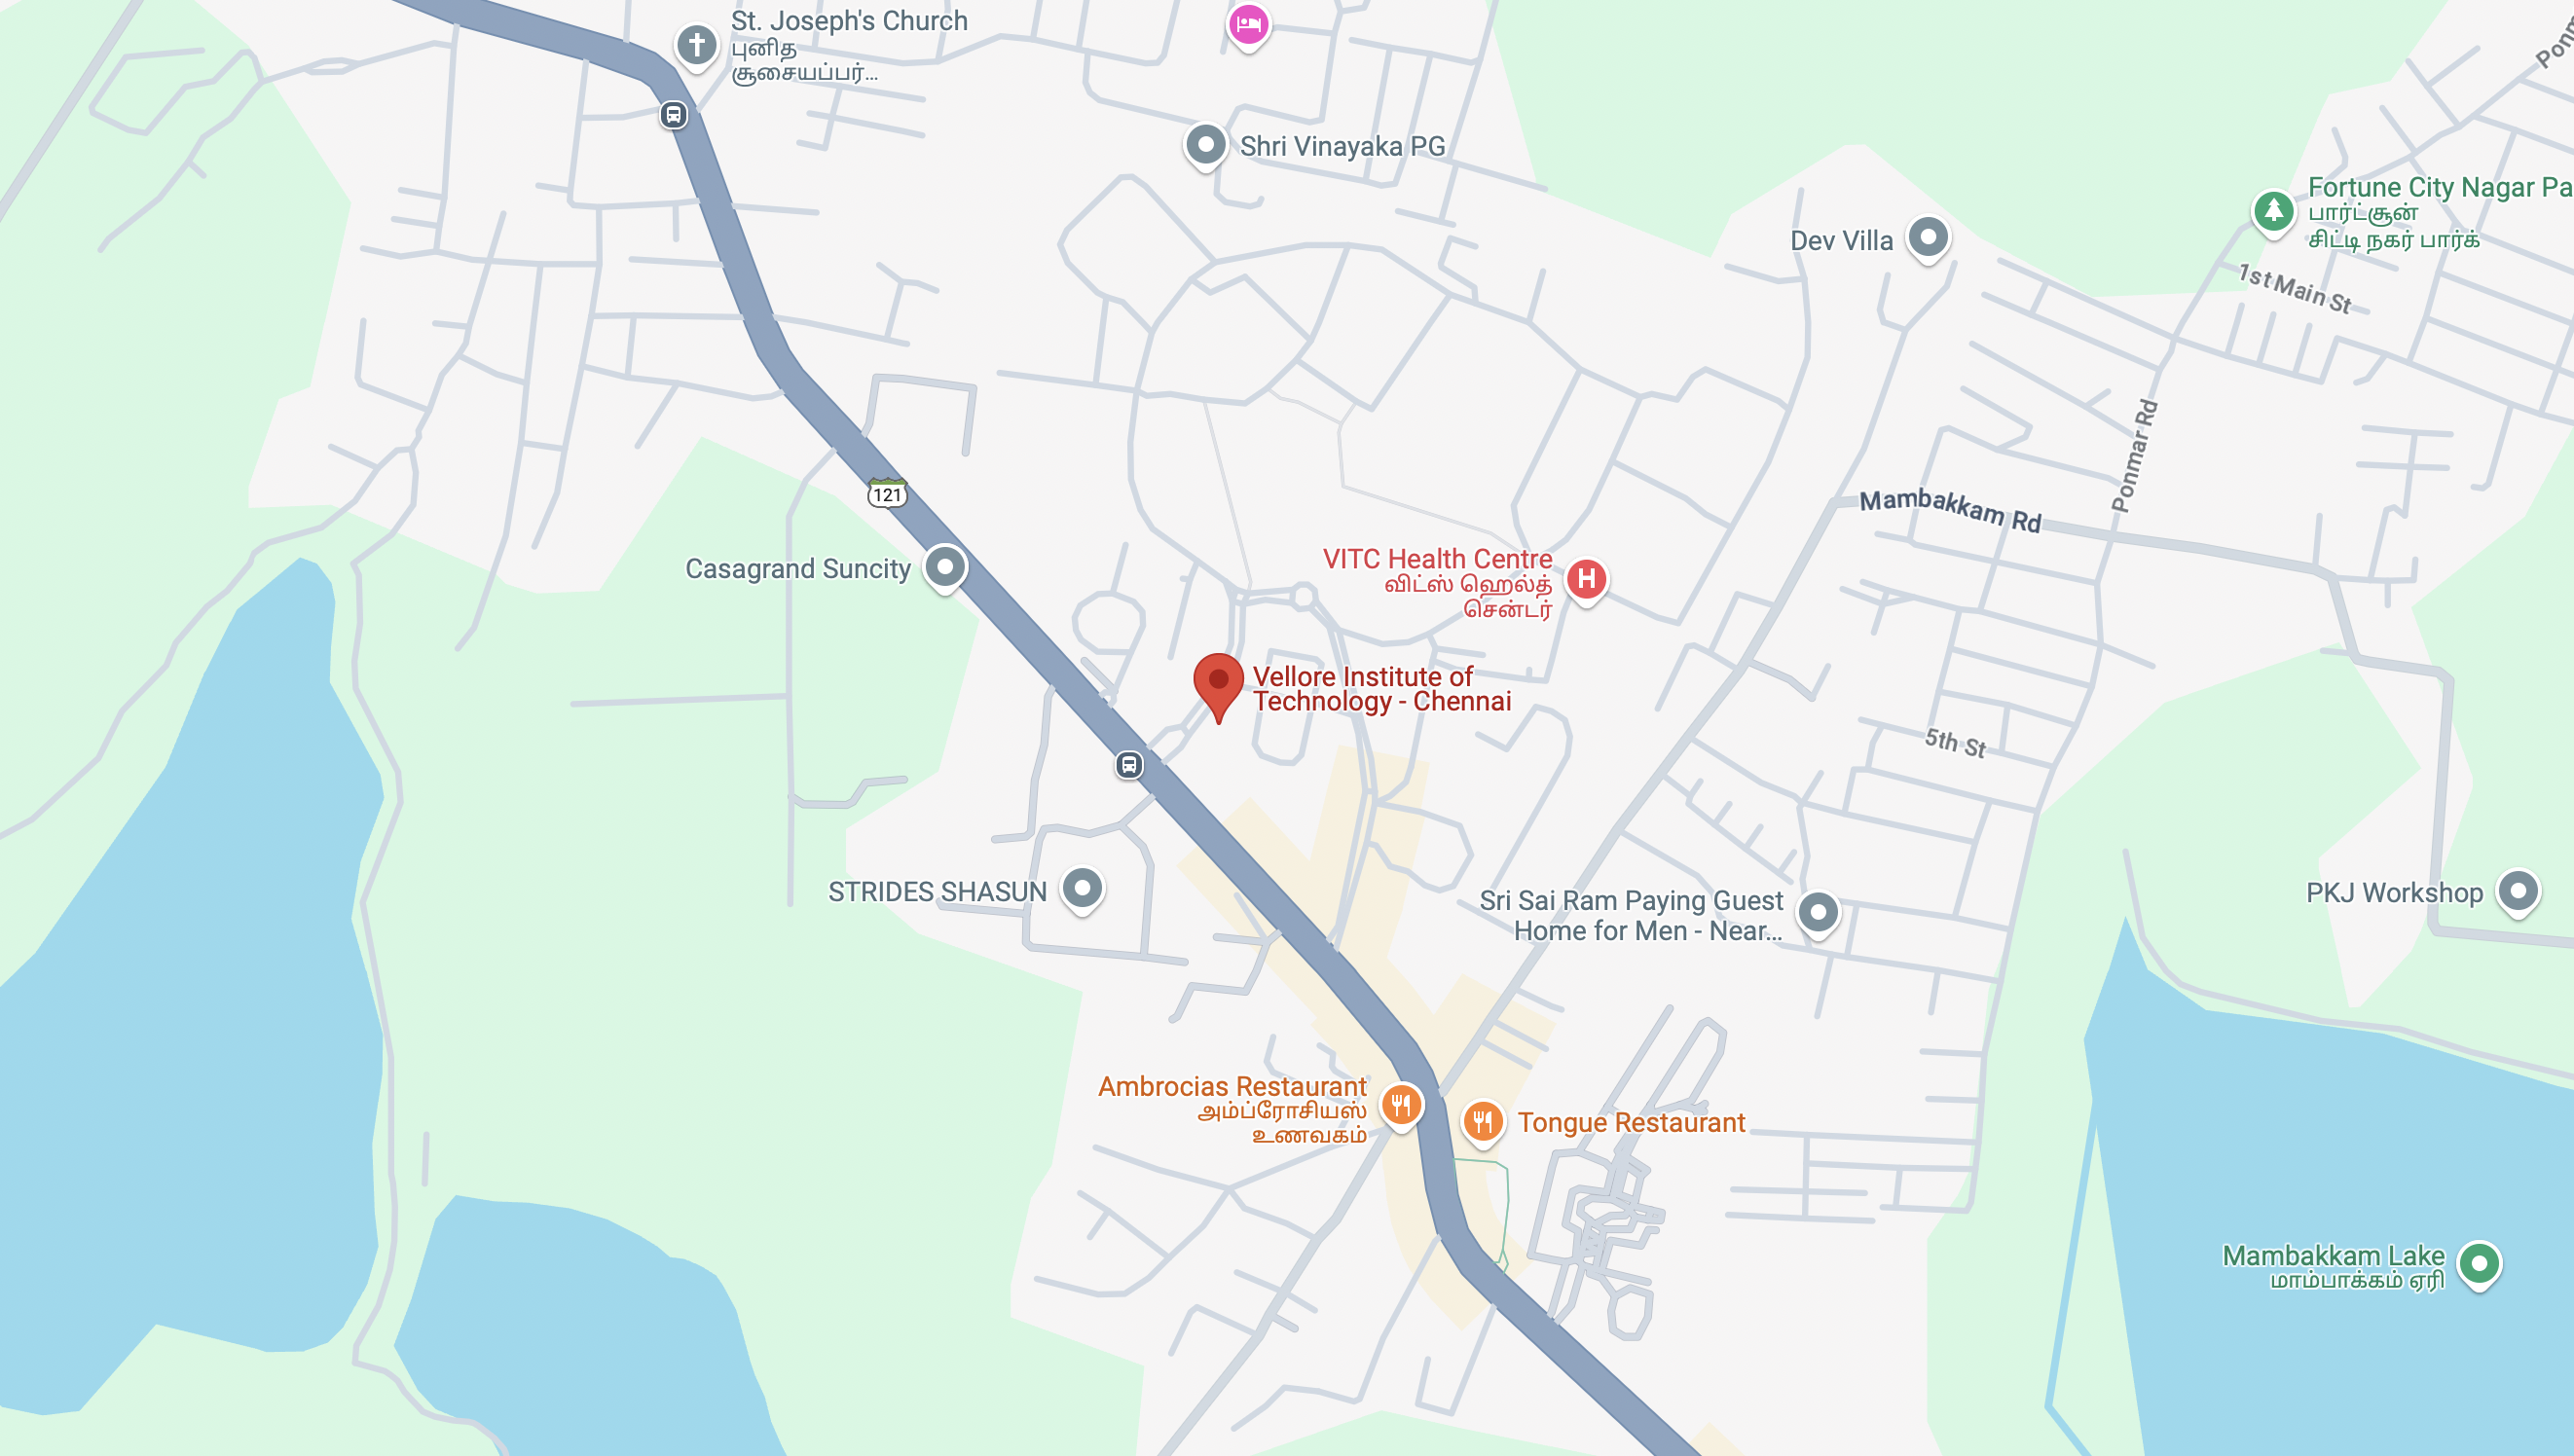 St. Joseph's Church
புனித
சூசையப்பர்...
Shri Vinayaka PG
Dev Villa
Fortune City Nagar Pa
பார்ட்சூன்
சிட்டி நகர் பார்க்
1st Main St
Ponmar Rd
Mambakkam Rd
121
Casagrand Suncity
VITC Health Centre
விட்ஸ் ஹெல்த்
சென்டர்
H
Vellore Institute of
Technology - Chennai
5th St
STRIDES SHASUN
Sri Sai Ram Paying Guest
Home for Men - Near...
PKJ Workshop
Ambrocias Restaurant
அம்ப்ரோசியஸ்
உணவகம்
Tongue Restaurant
Mambakkam Lake
மாம்பாக்கம் ஏரி